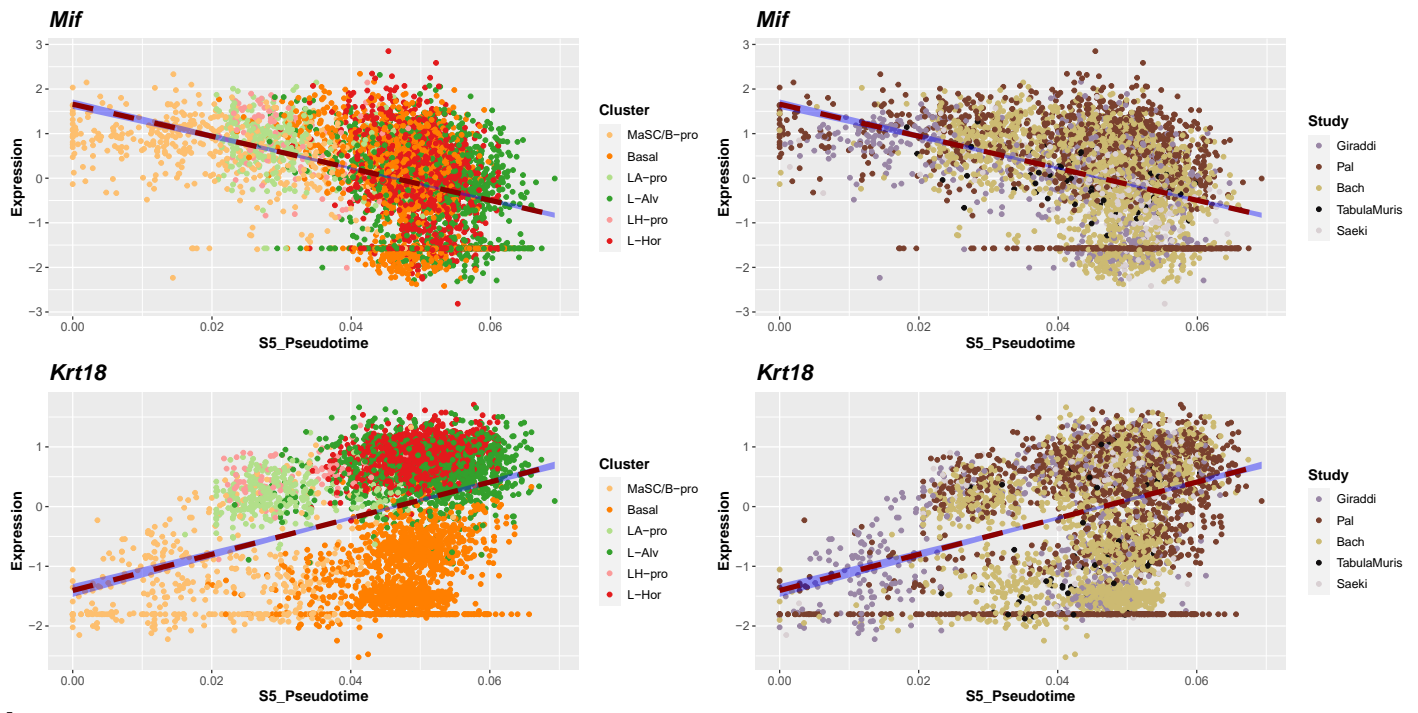 Mif
3
2
1
0
−1
−2
−3
Expression
0.00 0.02 0.04 0.06
S5_Pseudotime
Cluster
MaSC/B−pro
Basal
LA−pro
L−Alv
LH−pro
L−Hor
Mif
3
2
1
0
−1
−2
−3
Expression
0.00 0.02 0.04 0.06
S5_Pseudotime
Study
Giraddi
Pal
Bach
TabulaMuris
Saeki
Krt18
1
0
−1
−2
Expression
0.00 0.02 0.04 0.06
S5_Pseudotime
Cluster
MaSC/B−pro
Basal
LA−pro
L−Alv
LH−pro
L−Hor
Krt18
1
0
−1
−2
Expression
0.00 0.02 0.04 0.06
S5_Pseudotime
Study
Giraddi
Pal
Bach
TabulaMuris
Saeki